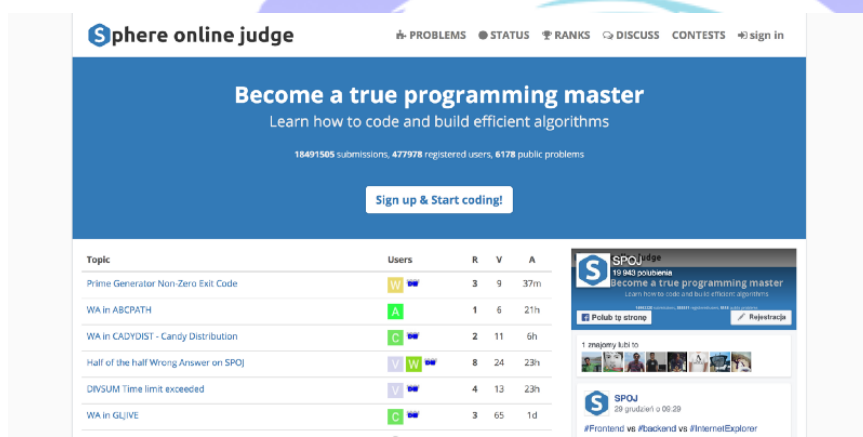 Sphere online judge
PROBLEMS STATUS RANKS DISCUSS CONTESTS sign in
Become a true programming master
Learn how to code and build efficient algorithms
18491505 submissions, 477978 registered users, 6178 public problems
Sign up & Start coding!
Topic Users R V A
Prime Generator Non-Zero Exit Code W 3 9 37m
WA in ABCPATH A 1 6 21h
WA in CADYDIST - Candy Distribution C 2 11 6h
Half of the half Wrong Answer on SPOJ V W 8 24 23h
DIVSUM Time limit exceeded V 4 13 23h
WA in GLJIVE C 3 65 1d
SPOJ
19 943 polubienia
Become a true programming master
Learn how to code and build efficient algorithms
Polub tę stronę
Rejestracja
1 znajomy lubi to
SPOJ
29 grudzień o 09:29
#Frontend vs #backend vs #InternetExplorer